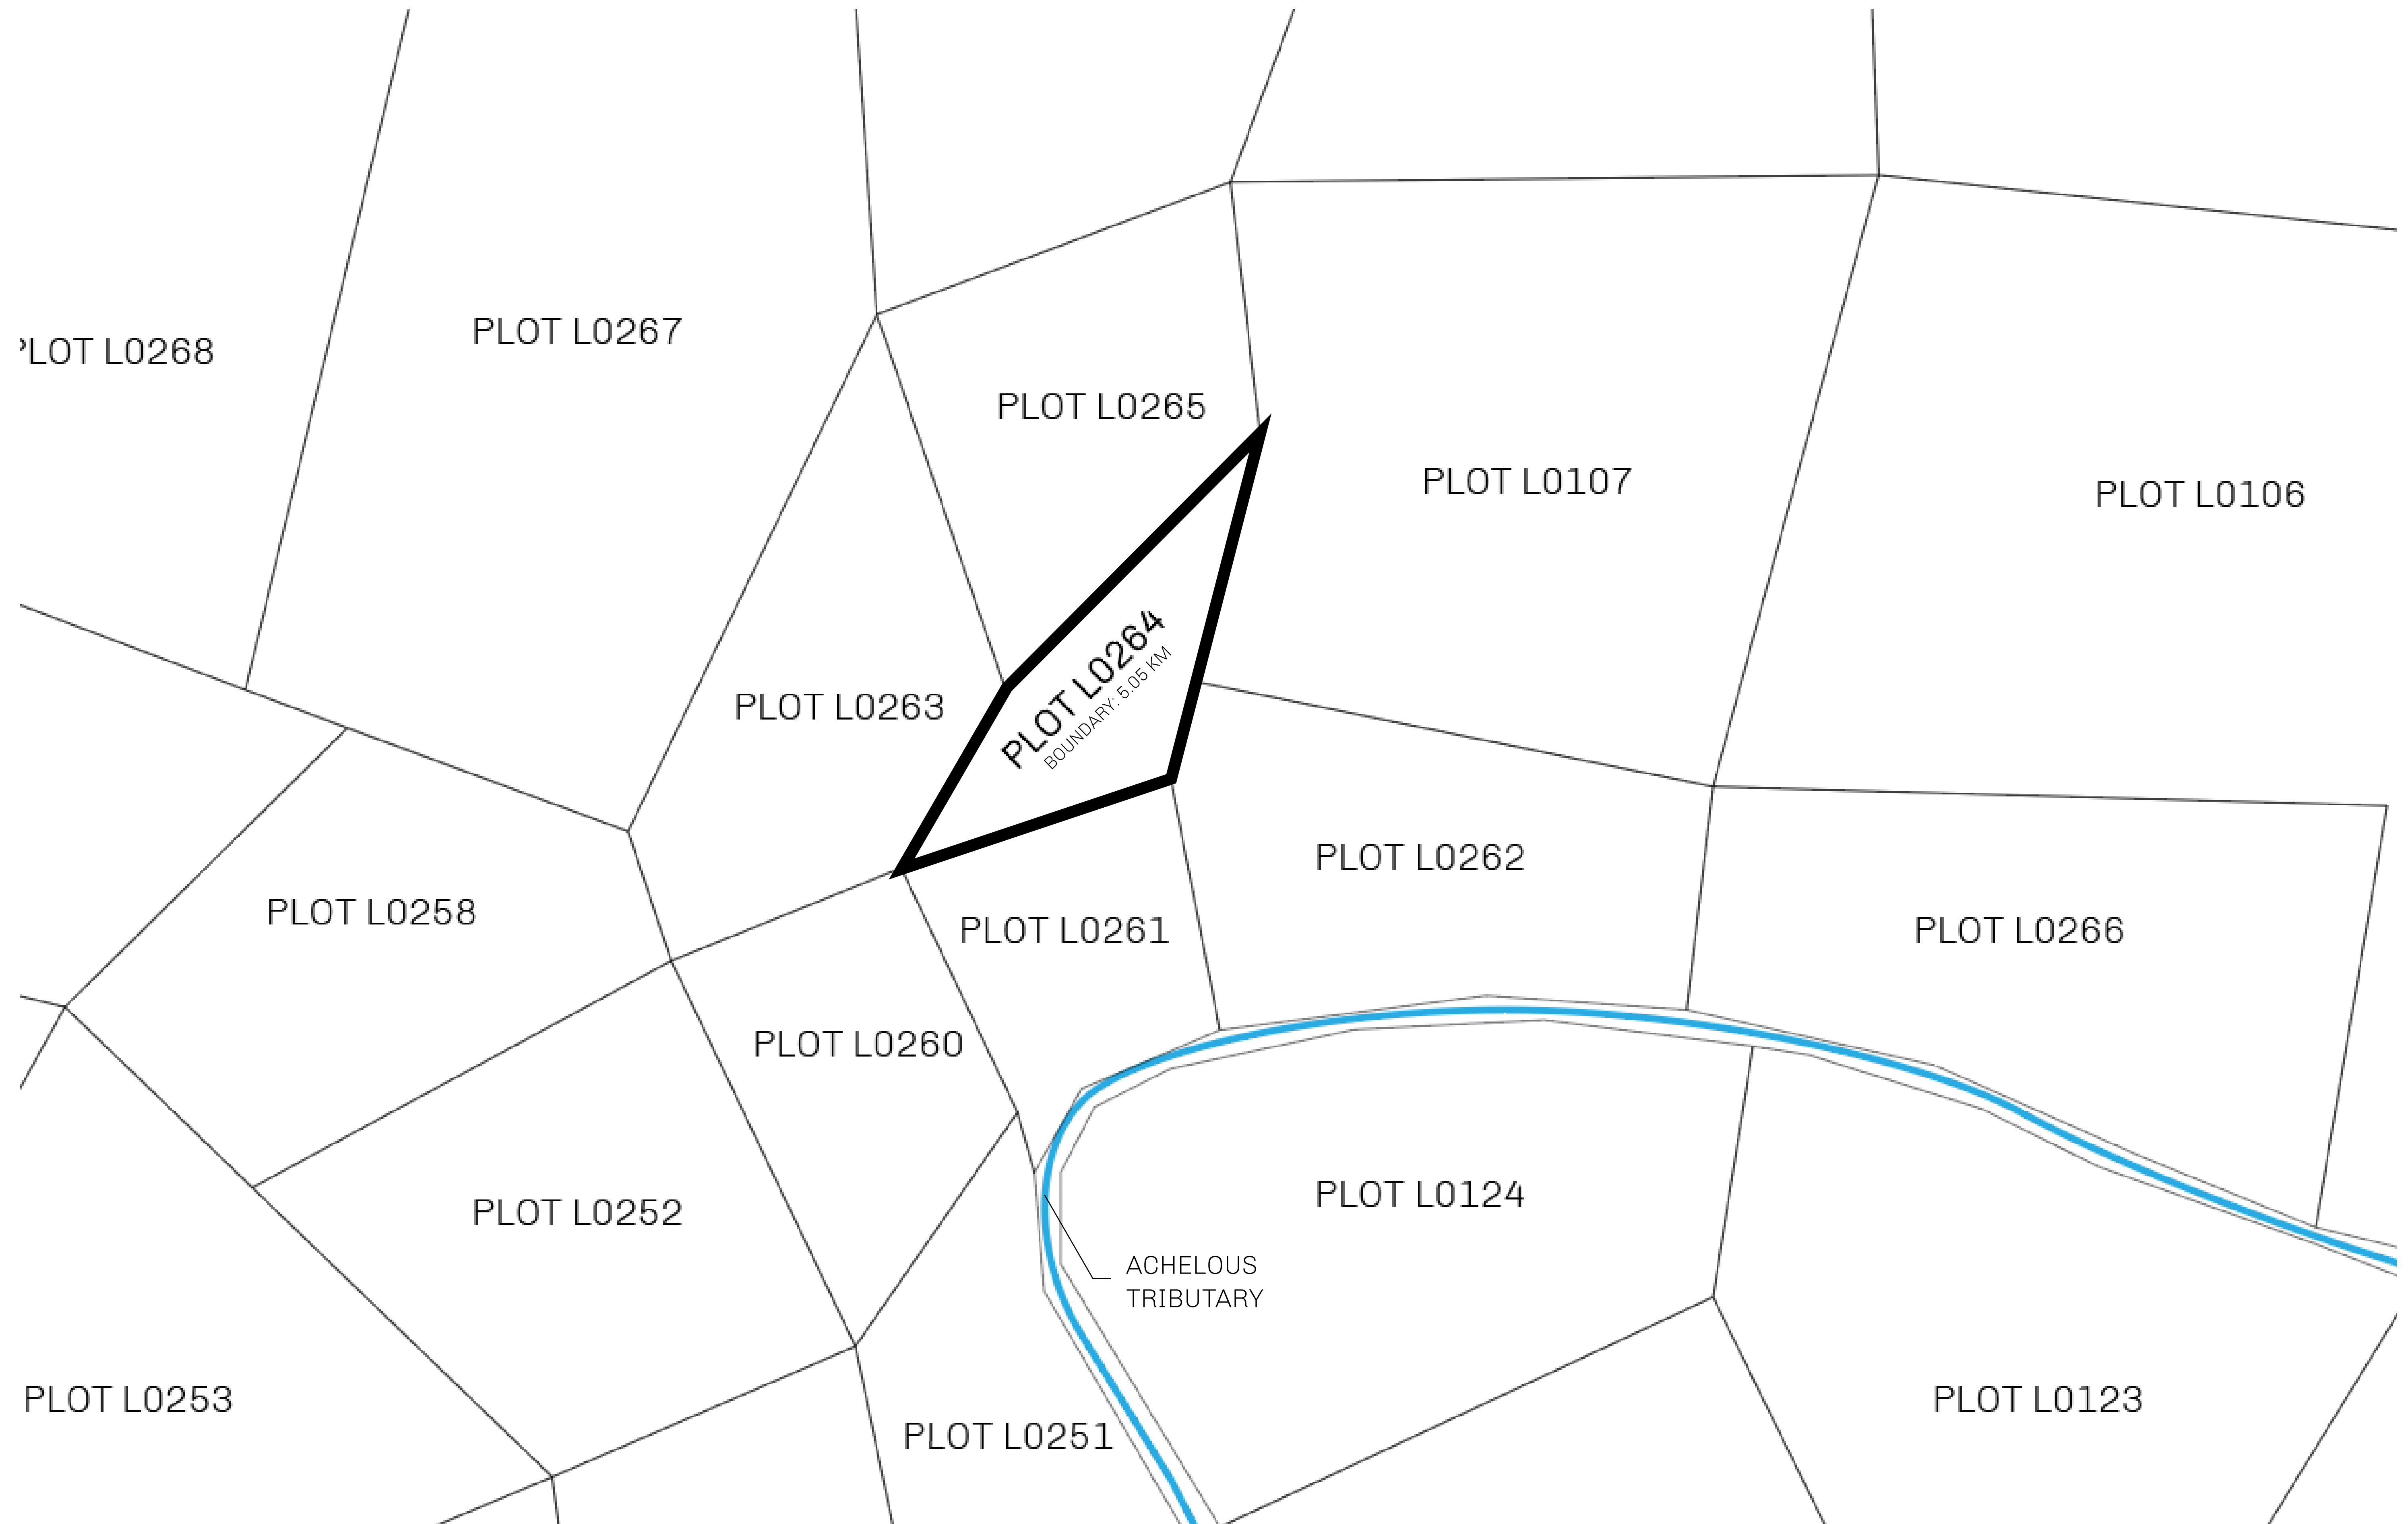 PLOT L0267
PLOT L0268
PLOT L0265
PLOT L0107
PLOT L0106
PLOT L0264
BOUNDARY: 5.05 KM
PLOT L0263
PLOT L0262
PLOT L0258
PLOT L0261
PLOT L0266
PLOT L0260
PLOT L0124
PLOT L0252
ACHELOUS
TRIBUTARY
PLOT L0253
PLOT L0123
PLOT L0251